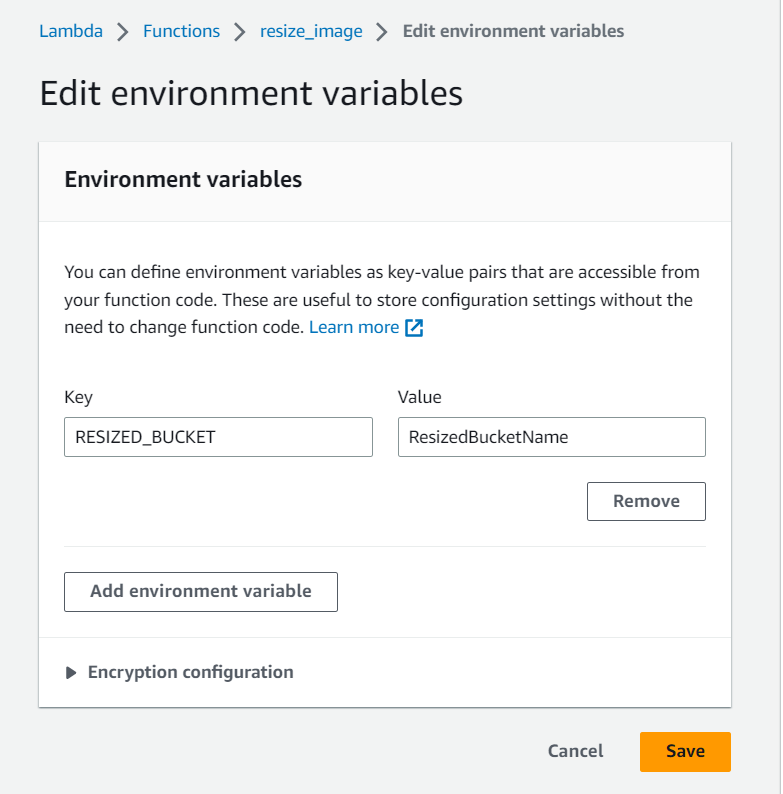 Lambda Functions resize_image Edit environment variables
Edit environment variables
Environment variables
You can define environment variables as key-value pairs that are accessible from
your function code. These are useful to store configuration settings without the
need to change function code. Learn more
Key Value
RESIZED_BUCKET ResizedBucketName
Remove
Add environment variable
Encryption configuration
Cancel Save